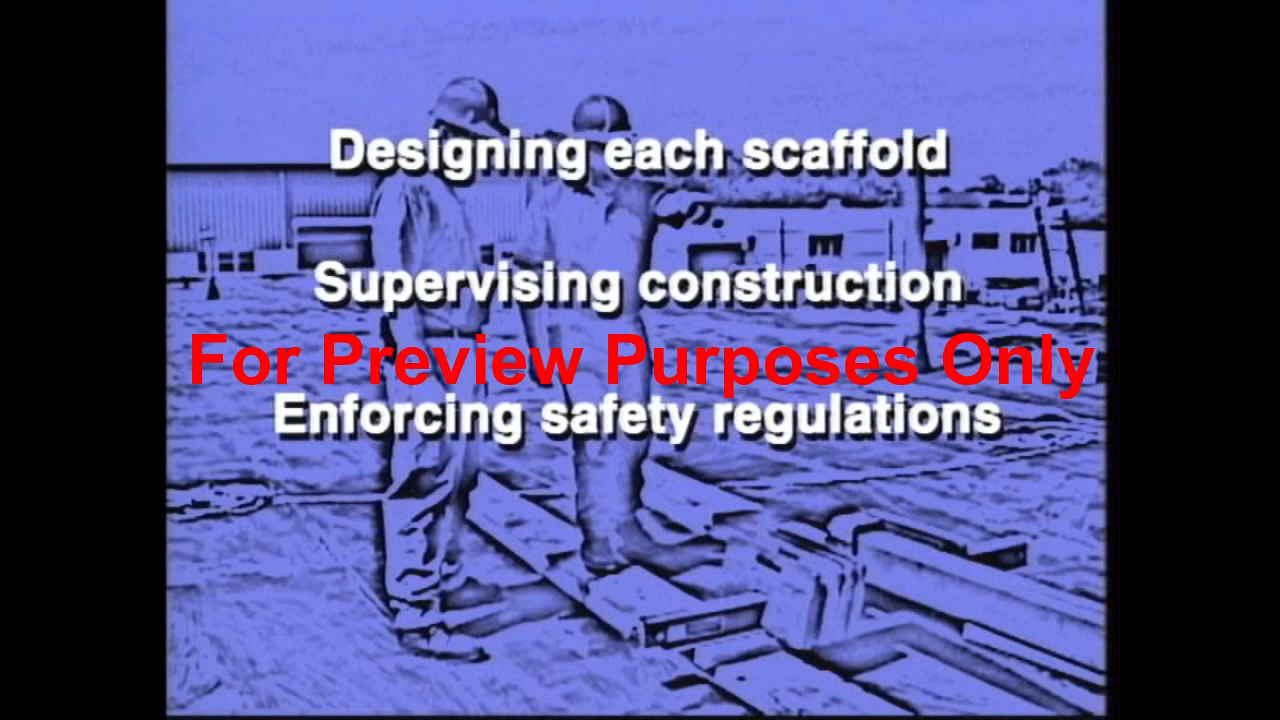 Designing each scaffold
Supervising construction
For Preview Purposes Only
Enforcing safety regulations